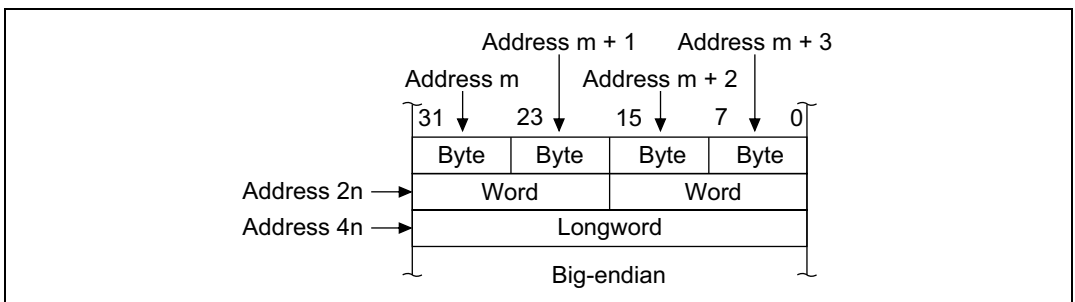 Address m + 1 Address m + 3
Address m Address m + 2
31 23 15 7 0
Byte Byte Byte Byte
Address 2n Word Word
Address 4n Longword
Big-endian